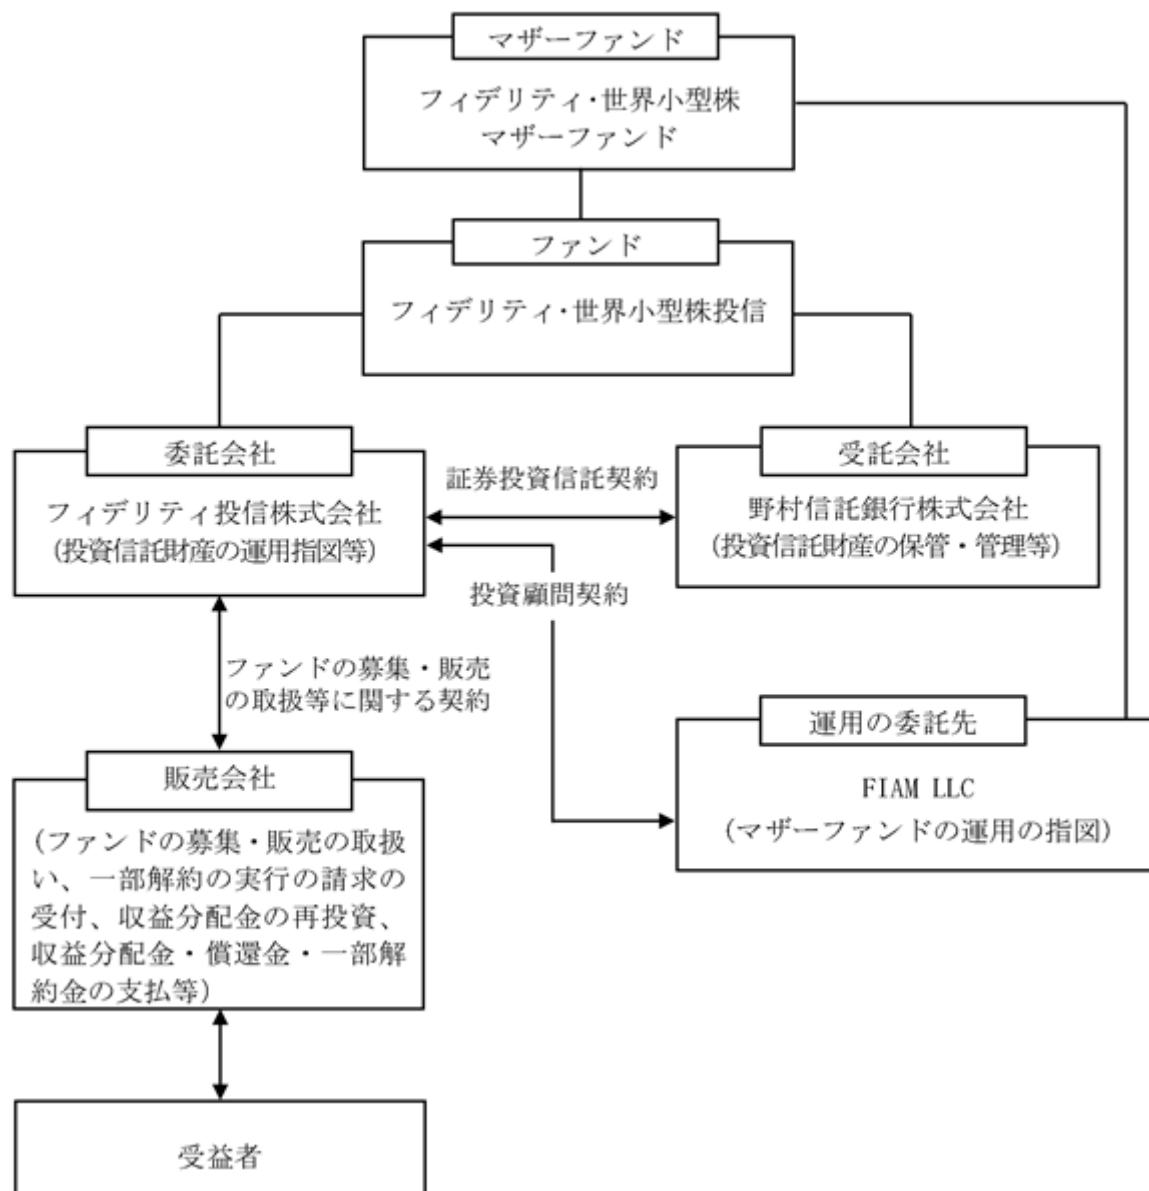 マザーファンド
フィデリティ・世界小型株
マザーファンド
ファンド
フィデリティ・世界小型株投信
委託会社
フィデリティ投信株式会社
(投資信託財産の運用指図等)
証券投資信託契約
受託会社
野村信託銀行株式会社
(投資信託財産の保管・管理等)
投資顧問契約
ファンドの募集・販売
の取扱等に関する契約
運用の委託先
FIAM LLC
(マザーファンドの運用の指図)
販売会社
(ファンドの募集・販売の取扱
い、一部解約の実行の請求の
受付、収益分配金の再投資、
収益分配金・償還金・一部解
約金の支払等)
受益者